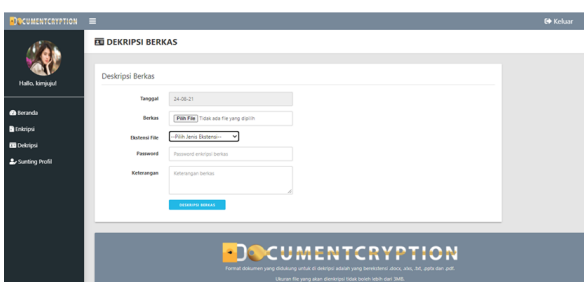 DOCUMENTCRYPTION
Keluar
DEKRIPSI BERKAS
Hallo, kimjujul
Beranda
Enkripsi
Dekripsi
Sunting Profil
Deskripsi Berkas
Tanggal 24-08-21
Berkas Pilih File Tidak ada file yang dipilih
Ekstensi File --Pilih Jenis Ekstensi--
Password Password enkripsi berkas
Keterangan Keterangan berkas
DESKRIPSI BERKAS
DOCUMENTCRYPTION
Format dokumen yang didukung untuk di dekripsi adalah yang berekstensi .docx, .xlsx, .txt, .pptx dan .pdf.
Ukuran file yang akan dienkripsi tidak boleh lebih dari 3MB.